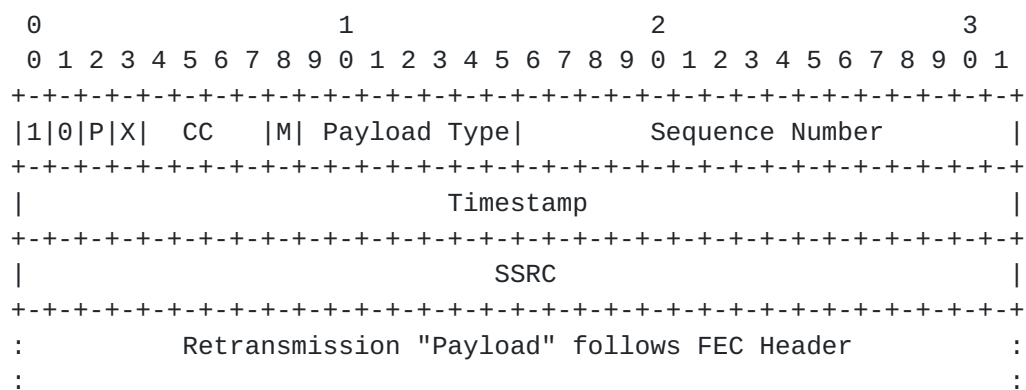 0                   1                   2                   3
 0 1 2 3 4 5 6 7 8 9 0 1 2 3 4 5 6 7 8 9 0 1 2 3 4 5 6 7 8 9 0 1
+-+-+-+-+-+-+-+-+-+-+-+-+-+-+-+-+-+-+-+-+-+-+-+-+-+-+-+-+-+-+-+-+
|1|0|P|X|  CC   |M| Payload Type|        Sequence Number        |
+-+-+-+-+-+-+-+-+-+-+-+-+-+-+-+-+-+-+-+-+-+-+-+-+-+-+-+-+-+-+-+-+
|                           Timestamp                           |
+-+-+-+-+-+-+-+-+-+-+-+-+-+-+-+-+-+-+-+-+-+-+-+-+-+-+-+-+-+-+-+-+
|                              SSRC                             |
+-+-+-+-+-+-+-+-+-+-+-+-+-+-+-+-+-+-+-+-+-+-+-+-+-+-+-+-+-+-+-+-+
:          Retransmission "Payload" follows FEC Header          :
:                                                               :